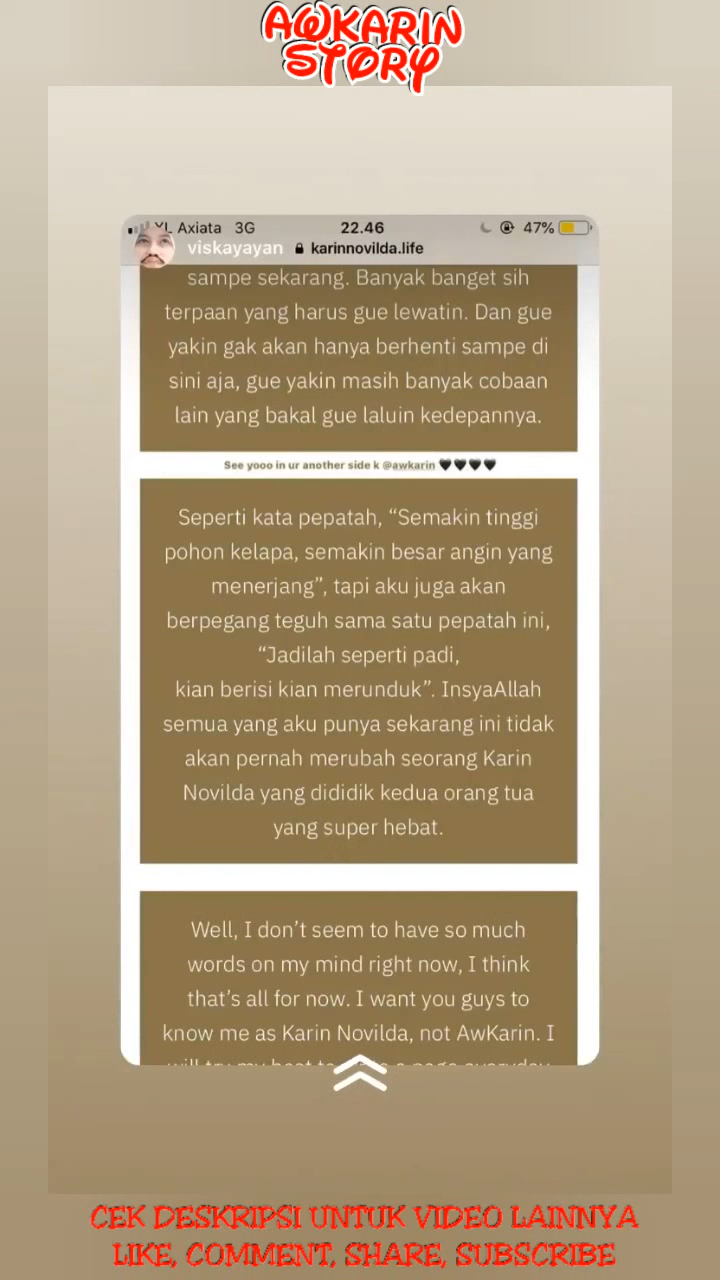 AWKARIN
STORY
XL Axiata 3G 22.46 47%
viskayayan karinnovilda.life
sampe sekarang. Banyak banget sih
terpaan yang harus gue lewatin. Dan gue
yakin gak akan hanya berhenti sampe di
sini aja, gue yakin masih banyak cobaan
lain yang bakal gue laluin kedepannya.
See yooo in ur another side k @awkarin 🖤🖤🖤🖤
Seperti kata pepatah, “Semakin tinggi
pohon kelapa, semakin besar angin yang
menerjang”, tapi aku juga akan
berpegang teguh sama satu pepatah ini,
“Jadilah seperti padi,
kian berisi kian merunduk”. InsyaAllah
semua yang aku punya sekarang ini tidak
akan pernah merubah seorang Karin
Novilda yang dididik kedua orang tua
yang super hebat.
Well, I don’t seem to have so much
words on my mind right now, I think
that’s all for now. I want you guys to
know me as Karin Novilda, not AwKarin. I
will try my best to a page everyday
CEK DESKRIPSI UNTUK VIDEO LAINNYA
LIKE, COMMENT, SHARE, SUBSCRIBE